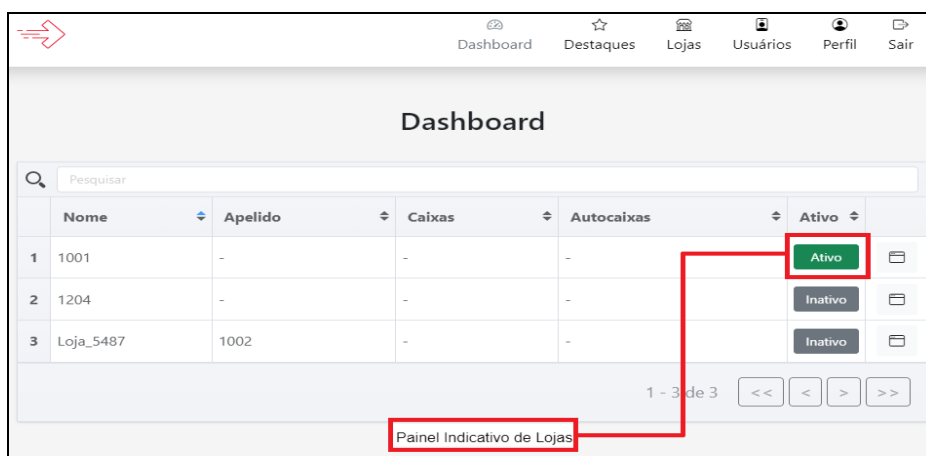 Dashboard Destaques Lojas Usuários Perfil Sair
Dashboard
Pesquisar
Nome Apelido Caixas Autocaixas Ativo
1 1001 - - - Ativo
2 1204 - - - Inativo
3 Loja_5487 1002 - - Inativo
1 - 3 de 3 << < > >>
Painel Indicativo de Lojas